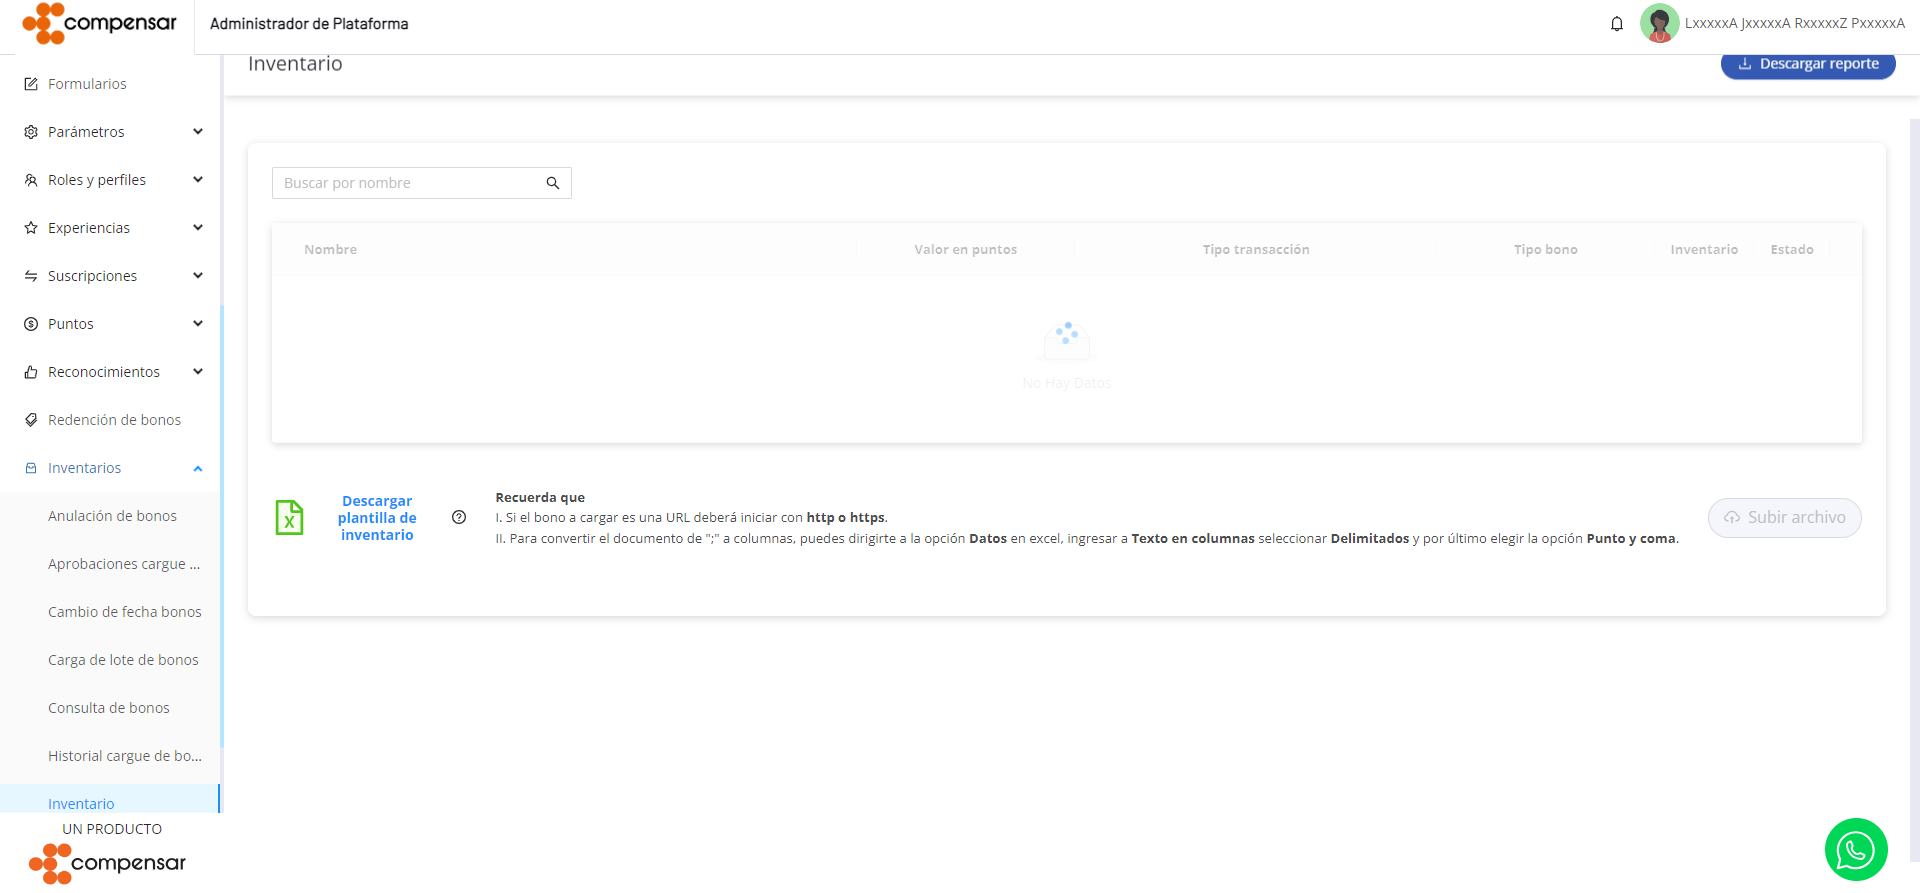 compensar
Administrador de Plataforma
LxxxxxA JxxxxxA RxxxxxZ PxxxxxA
Formularios
Parámetros
Roles y perfiles
Experiencias
Suscripciones
Puntos
Reconocimientos
Redención de bonos
Inventarios
Anulación de bonos
Aprobaciones cargue ...
Cambio de fecha bonos
Carga de lote de bonos
Consulta de bonos
Historial cargue de bo...
Inventario
UN PRODUCTO
compensar
Inventario
Descargar reporte
Buscar por nombre
Nombre Valor en puntos Tipo transacción Tipo bono Inventario Estado
No Hay Datos
Descargar
plantilla de
inventario
Recuerda que
I. Si el bono a cargar es una URL deberá iniciar con http o https.
II. Para convertir el documento de ";" a columnas, puedes dirigirte a la opción Datos en excel, ingresar a Texto en columnas seleccionar Delimitados y por último elegir la opción Punto y coma.
Subir archivo